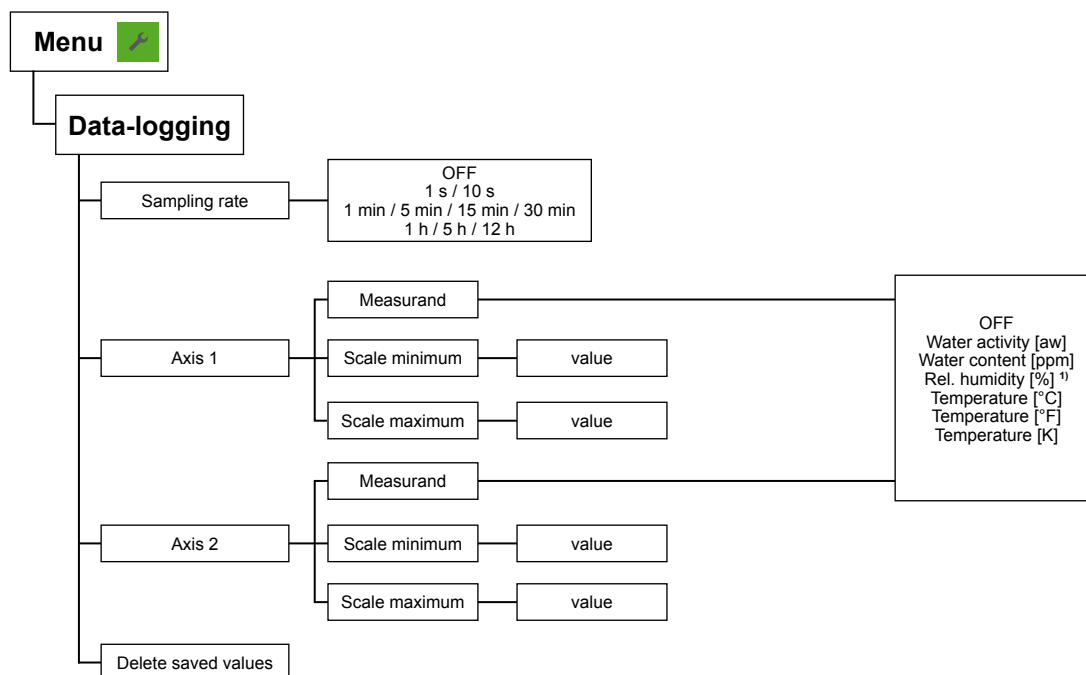 Menu
Data-logging
Sampling rate
OFF
1 s / 10 s
1 min / 5 min / 15 min / 30 min
1 h / 5 h / 12 h
Axis 1
Measurand
Scale minimum
value
Scale maximum
value
OFF
Water activity [aw]
Water content [ppm]
Rel. humidity [%] ¹⁾
Temperature [°C]
Temperature [°F]
Temperature [K]
Axis 2
Measurand
Scale minimum
value
Scale maximum
value
Delete saved values